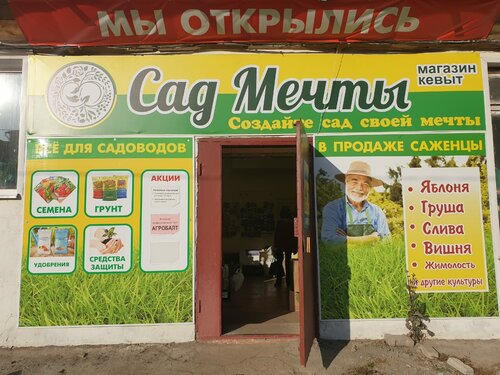 МЫ ОТКРЫЛИСЬ
Сад Мечты
магазин
кевыт
Создайте сад своей мечты
ВСЁ ДЛЯ САДОВОДОВ
В ПРОДАЖЕ САЖЕНЦЫ
СЕМЕНА
ГРУНТ
УДОБРЕНИЯ
СРЕДСТВА
ЗАЩИТЫ
АКЦИИ
АГРОБАЛТ
• Яблоня
• Груша
• Слива
• Вишня
• Жимолость
и другие культуры